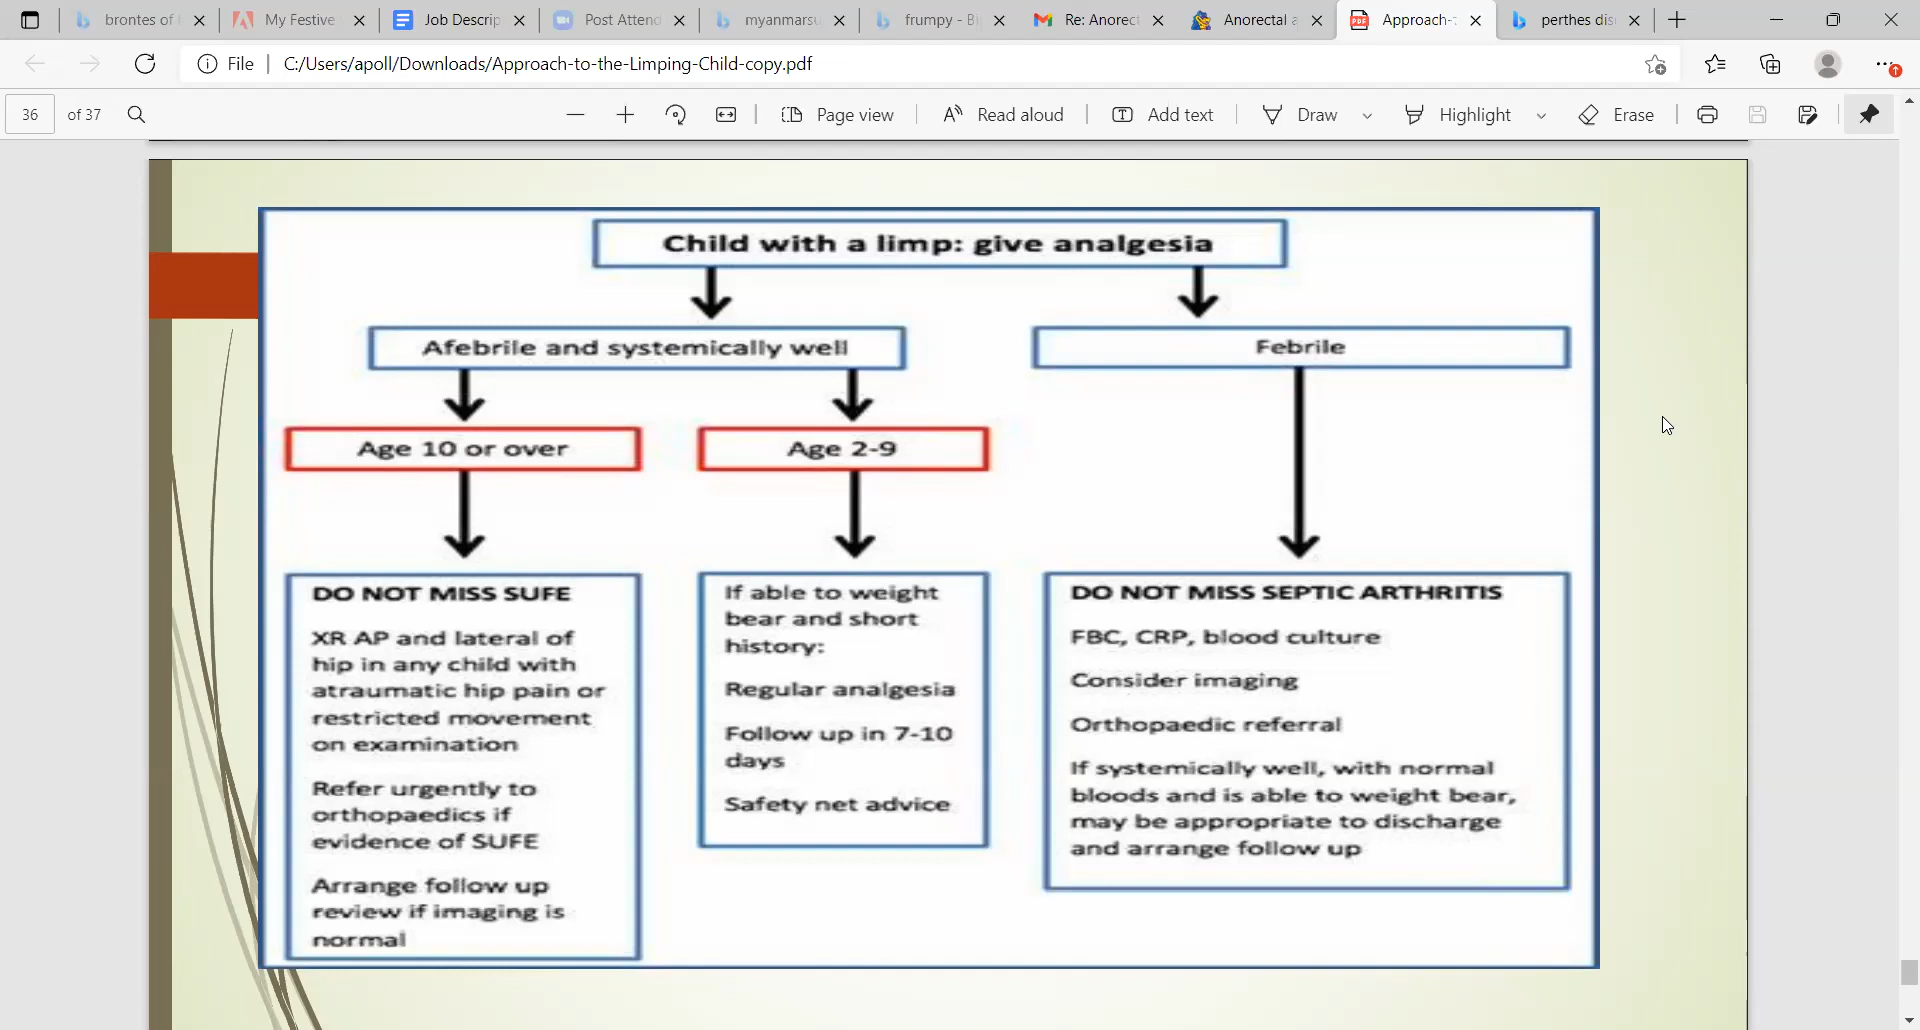 brontes of
My Festive
Job Descrip
Post Attend
myanmarsu
frumpy - Bi
Re: Anorect
Anorectal a
Approach-t
perthes dis
File
C:/Users/apoll/Downloads/Approach-to-the-Limping-Child-copy.pdf
36
of 37
Page view
Read aloud
Add text
Draw
Highlight
Erase
Child with a limp: give analgesia
Afebrile and systemically well
Febrile
Age 10 or over
Age 2-9
DO NOT MISS SUFE
XR AP and lateral of
hip in any child with
atraumatic hip pain or
restricted movement
on examination
Refer urgently to
orthopaedics if
evidence of SUFE
Arrange follow up
review if imaging is
normal
If able to weight
bear and short
history:
Regular analgesia
Follow up in 7-10
days
Safety net advice
DO NOT MISS SEPTIC ARTHRITIS
FBC, CRP, blood culture
Consider imaging
Orthopaedic referral
If systemically well, with normal
bloods and is able to weight bear,
may be appropriate to discharge
and arrange follow up